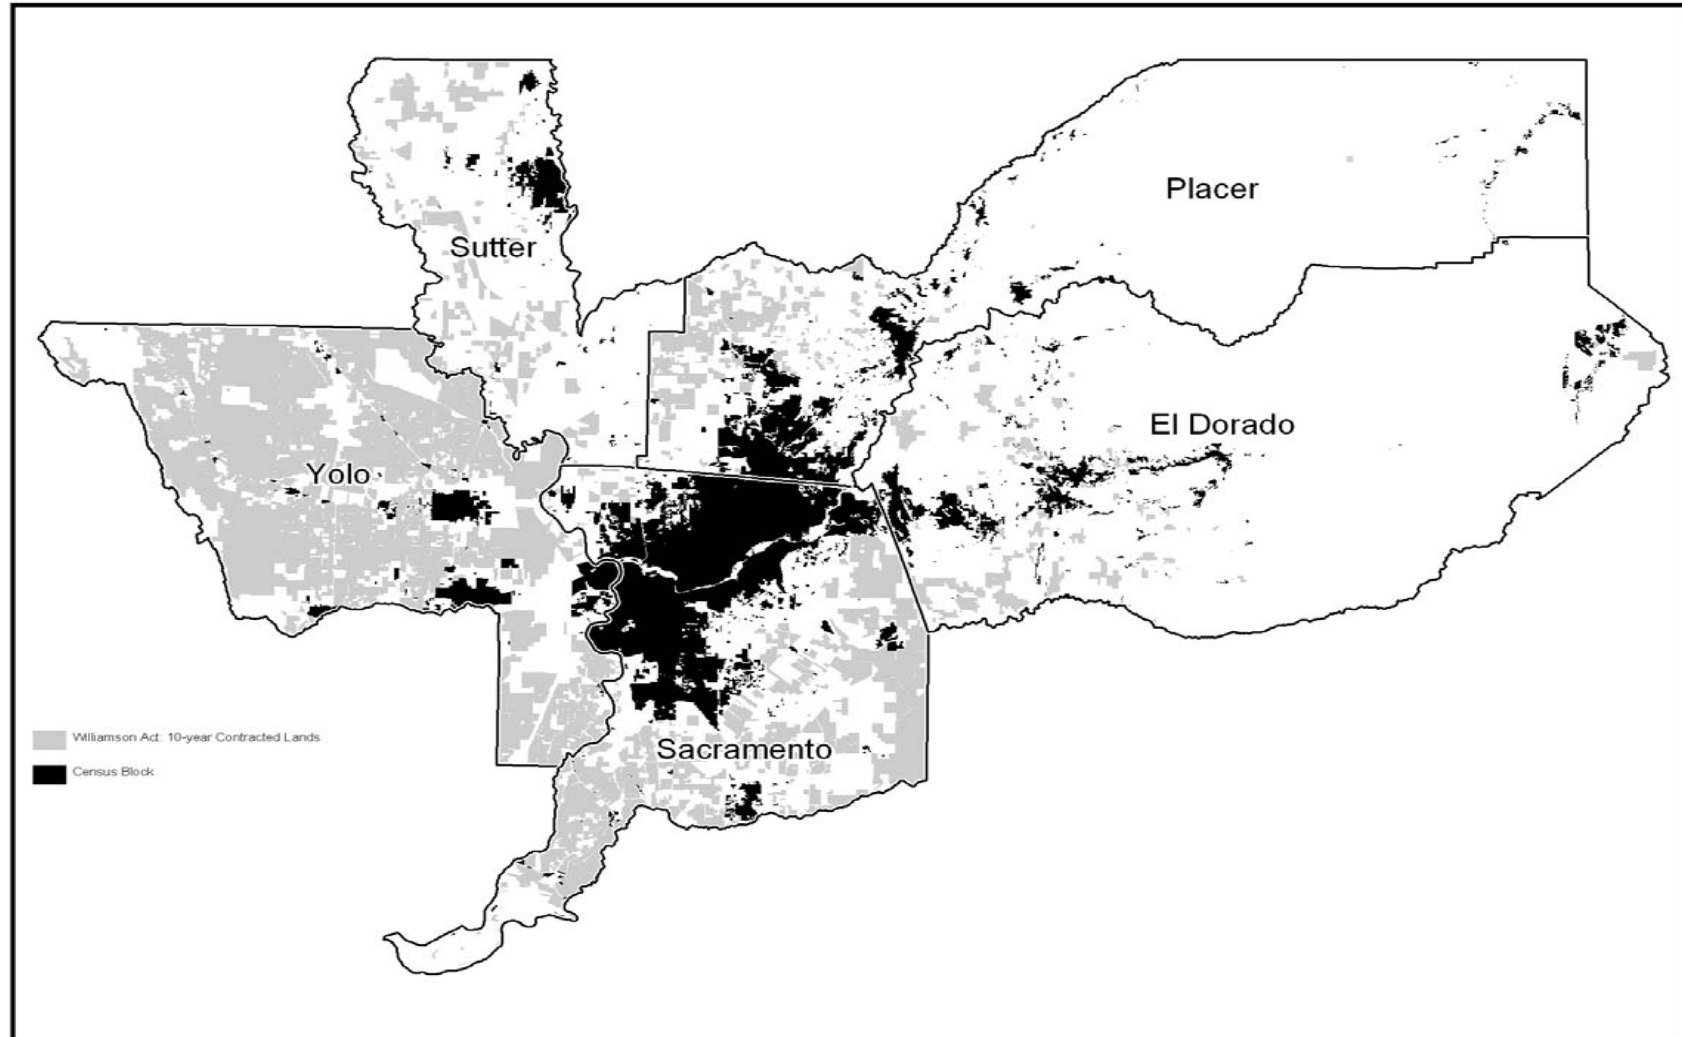 Placer
Sutter
El Dorado
Yolo
Williamson Act: 10-year Contracted Lands
Sacramento
Census Block